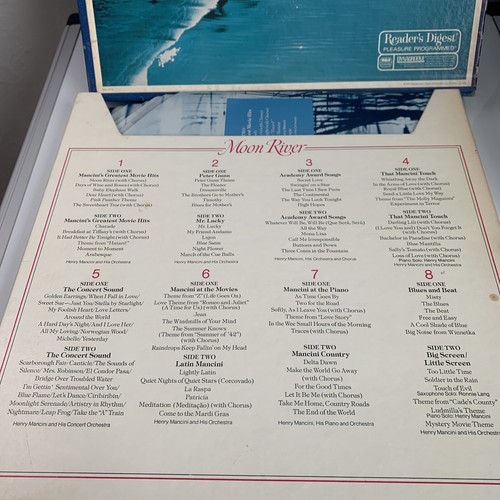 Reader's Digest
PLEASURE PROGRAMMED
Moon River
1
SIDE ONE
Mancini's Greatest Movie Hits
Moon River (with Chorus)
Days of Wine and Roses (with Chorus)
Baby Elephant Walk
Dear Heart (with Chorus)
Pink Panther Theme
The Sweetheart Tree (with Chorus)
SIDE TWO
Mancini's Greatest Movie Hits
Charade
Breakfast at Tiffany's (with Chorus)
It Had Better Be Tonight (with Chorus)
Theme from "Hatari!"
Moment to Moment
Arabesque
Henry Mancini and His Orchestra
2
SIDE ONE
Peter Gunn
Peter Gunn Theme
The Floater
Dreamsville
The Brothers Go to Mother's
Timothy
Blues for Mother's
SIDE TWO
Mr. Lucky
Mr. Lucky
My Friend Andamo
Lujon
Blue Satin
Night Flower
March of the Cue Balls
Henry Mancini and His Orchestra
3
SIDE ONE
Academy Award Songs
Secret Love
Swingin' on a Star
The Last Time I Saw Paris
The Continental
The Way You Look Tonight
High Hopes
SIDE TWO
Academy Award Songs
Whatever Will Be, Will Be (Que Será, Será)
All the Way
Mona Lisa
Call Me Irresponsible
Buttons and Bows
Three Coins in the Fountain
Henry Mancini, His Orchestra and Chorus
4
SIDE ONE
That Mancini Touch
Whistling Away the Dark
In the Arms of Love (with Chorus)
Royal Blue (with Chorus)
Send a Little Love My Way
Theme from "The Molly Maguires"
Experiment in Terror
SIDE TWO
That Mancini Touch
Darling Lili (with Chorus)
(I Love You and) Don't You Forget It
(with Chorus)
Bachelor in Paradise (with Chorus)
Blue Mantilla
Sally's Tomato (with Chorus)
Loss of Love (with Chorus)
Piano Solo: Henry Mancini
Henry Mancini and His Orchestra
5
SIDE ONE
The Concert Sound
Golden Earrings/When I Fall in Love/
Sweet Sue—Just You/Stella by Starlight/
My Foolish Heart/Love Letters/
Around the World
A Hard Day's Night/And I Love Her/
All My Loving/Norwegian Wood/
Michelle/Yesterday
SIDE TWO
The Concert Sound
Scarborough Fair-Canticle/The Sounds of
Silence/Mrs. Robinson/El Condor Pasa/
Bridge Over Troubled Water
I'm Gettin' Sentimental Over You/
Blue Flame/Let's Dance/Ciribiribin/
Moonlight Serenade/Artistry in Rhythm/
Nightmare/Leap Frog/Take the "A" Train
Henry Mancini and His Concert Orchestra
6
SIDE ONE
Mancini at the Movies
Theme from "Z" (Life Goes On)
Love Theme from "Romeo and Juliet"
(A Time for Us) (with Chorus)
Jean
The Windmills of Your Mind
The Summer Knows
(Theme from "Summer of '42")
(with Chorus)
Raindrops Keep Fallin' on My Head
SIDE TWO
Latin Mancini
Lightly Latin
Quiet Nights of Quiet Stars (Corcovado)
La Raspa
Patricia
Meditation (Meditação) (with Chorus)
Come to the Mardi Gras
Henry Mancini and His Orchestra
7
SIDE ONE
Mancini at the Piano
As Time Goes By
Two for the Road
Softly, As I Leave You (with Chorus)
Theme from "Love Story"
In the Wee Small Hours of the Morning
Traces (with Chorus)
SIDE TWO
Mancini Country
Delta Dawn
Make the World Go Away
(with Chorus)
For the Good Times
Let It Be Me (with Chorus)
Take Me Home, Country Roads
The End of the World
Henry Mancini, His Piano and Orchestra
8
SIDE ONE
Blues and Beat
Misty
The Blues
The Beat
Free and Easy
A Cool Shade of Blue
Big Noise from Winnetka
SIDE TWO
Big Screen/
Little Screen
Too Little Time
Soldier in the Rain
Touch of Evil
Saxophone Solo: Ronnie Lang
Theme from "Cade's County"
Ludmilla's Theme
Piano Solo: Henry Mancini
Mystery Movie Theme
Henry Mancini and His Orchestra